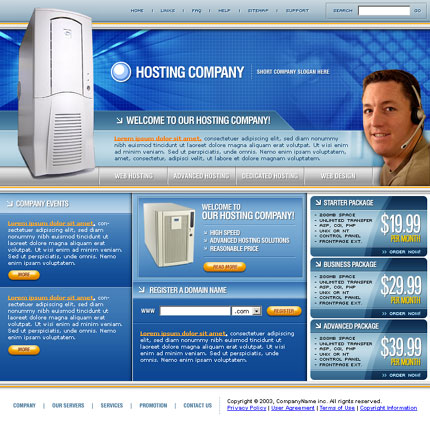 HOME | LINKS | FAQ | HELP | SITEMAP | SUPPORT
SEARCH
HOSTING COMPANY
SHORT COMPANY SLOGAN HERE
WELCOME TO OUR HOSTING COMPANY!
Lorem ipsum dolor sit amet, consectetuer adipiscing elit, sed diam nonummy
nibh euismod tincidunt ut laoreet dolore magna aliquam erat volutpat. Ut wisi
enim ad minim veniam. Sed ut perspiciatis, unde omnis. Nemo enim ipsam voluptatem,
amet, consectetur, adipisci velit, ut labore et dolore magnam voluptatem.
WEB HOSTING
ADVANCED HOSTING
DEDICATED HOSTING
WEB DESIGN
COMPANY EVENTS
Lorem ipsum dolor sit amet, con-
sectetuer adipiscing elit, sed diam
nonummy nibh euismod tincidunt ut
laoreet dolore magna aliquam erat
volutpat. Ut wisi enim ad minim veniam.
Sed ut perspiciatis, unde omnis. Nemo
enim ipsam voluptatem.
MORE
Lorem ipsum dolor sit amet, con-
sectetuer adipiscing elit, sed diam
nonummy nibh euismod tincidunt ut
laoreet dolore magna aliquam erat
volutpat. Ut wisi enim ad minim veniam.
Sed ut perspiciatis, unde omnis. Nemo
enim ipsam voluptatem.
MORE
WELCOME TO
OUR HOSTING COMPANY!
HIGH SPEED
ADVANCED HOSTING SOLUTIONS
REASONABLE PRICE
READ MORE
REGISTER A DOMAIN NAME
WWW
.com
REGISTER
Lorem ipsum dolor sit amet, consectetuer adipiscing
elit, sed diam nonummy nibh euismod tincidunt ut
laoreet dolore magna aliquam erat volutpat. Ut wisi
enim ad minim veniam. Sed ut perspiciatis, unde
omnis. Nemo enim ipsam voluptatem.
STARTER PACKAGE
200MB SPACE
UNLIMITED TRANSFER
ASP, CGI, PHP
UNIX OR NT
CONTROL PANEL
FRONTPAGE EXT.
$19.99
PER MONTH
ORDER NOW!
BUSINESS PACKAGE
200MB SPACE
UNLIMITED TRANSFER
ASP, CGI, PHP
UNIX OR NT
CONTROL PANEL
FRONTPAGE EXT.
$29.99
PER MONTH
ORDER NOW!
ADVANCED PACKAGE
200MB SPACE
UNLIMITED TRANSFER
ASP, CGI, PHP
UNIX OR NT
CONTROL PANEL
FRONTPAGE EXT.
$39.99
PER MONTH
ORDER NOW!
COMPANY | OUR SERVERS | SERVICES | PROMOTION | CONTACT US
Copyright © 2003, CompanyName inc. All rights reserved.
Privacy Policy | User Agreement | Terms of Use | Copyright Information